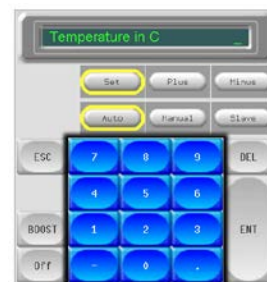 Temperature in C _
Set Plus Minus
Auto Manual Slave
ESC 7 8 9 DEL
4 5 6
BOOST 1 2 3 ENT
Off - 0 .